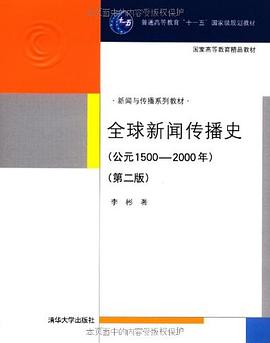 本页面中的内容受版权保护
普通高等教育“十一五”国家级规划教材
国家高等教育精品教材
·新闻与传播系列教材·
全球新闻传播史
(公元1500—2000年)
(第二版)
李 彬 著
清华大学出版社
本页面中的内容受版权保护